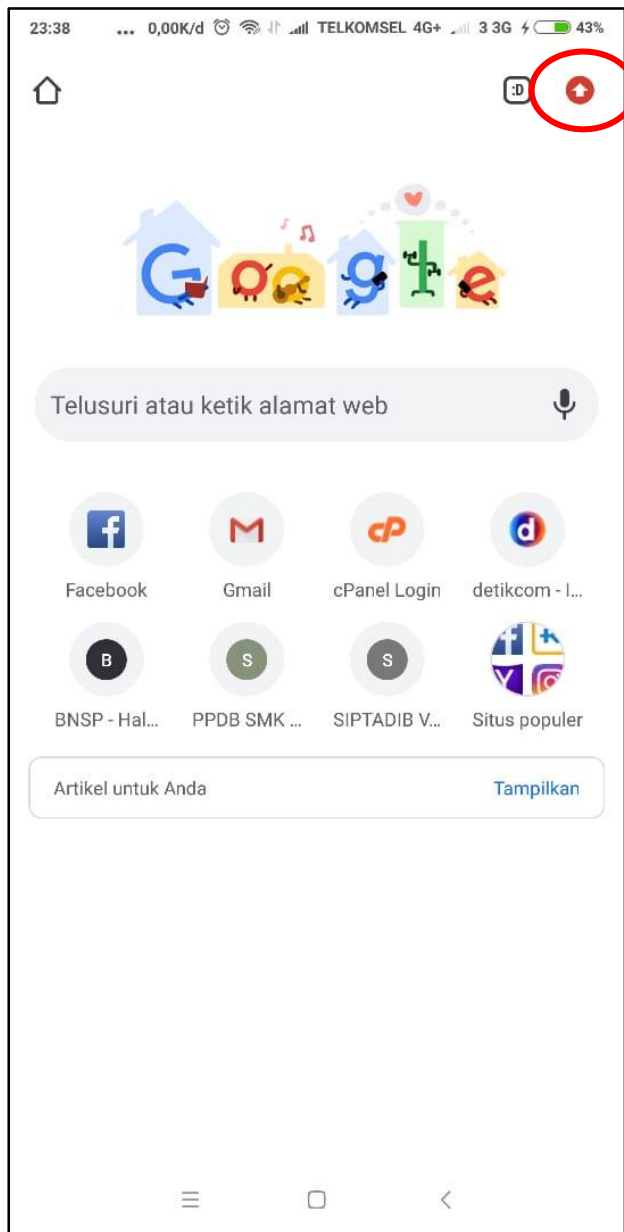 23:38 ... 0,00K/d TELKOMSEL 4G+ 3 3G 43%
:D
Google
Telusuri atau ketik alamat web
Facebook Gmail cPanel Login detikcom - I...
B S S
BNSP - Hal... PPDB SMK ... SIPTADIB V... Situs populer
Artikel untuk Anda Tampilkan